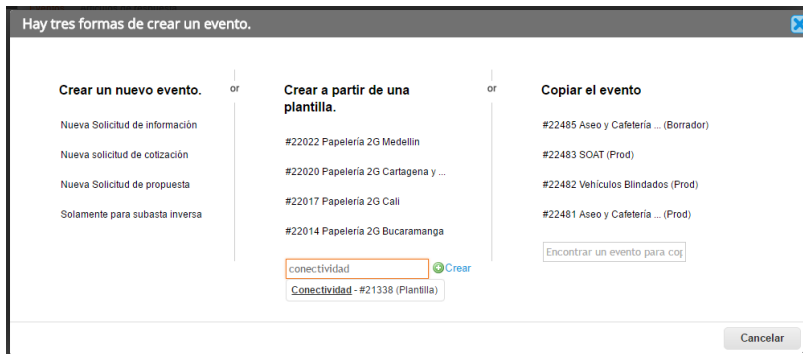 Hay tres formas de crear un evento.
Crear un nuevo evento.
Nueva Solicitud de informaciòn
Nueva solicitud de cotizaciòn
Nueva Solicitud de propuesta
Solamente para subasta inversa
or
Crear a partir de una
plantilla.
#22022 Papelería 2G Medellin
#22020 Papelería 2G Cartagena y ...
#22017 Papelería 2G Cali
#22014 Papelería 2G Bucaramanga
conectividad
Crear
Conectividad - #21338 (Plantilla)
or
Copiar el evento
#22485 Aseo y Cafetería ... (Borrador)
#22483 SOAT (Prod)
#22482 Vehículos Blindados (Prod)
#22481 Aseo y Cafetería ... (Prod)
Encontrar un evento para cop
Cancelar